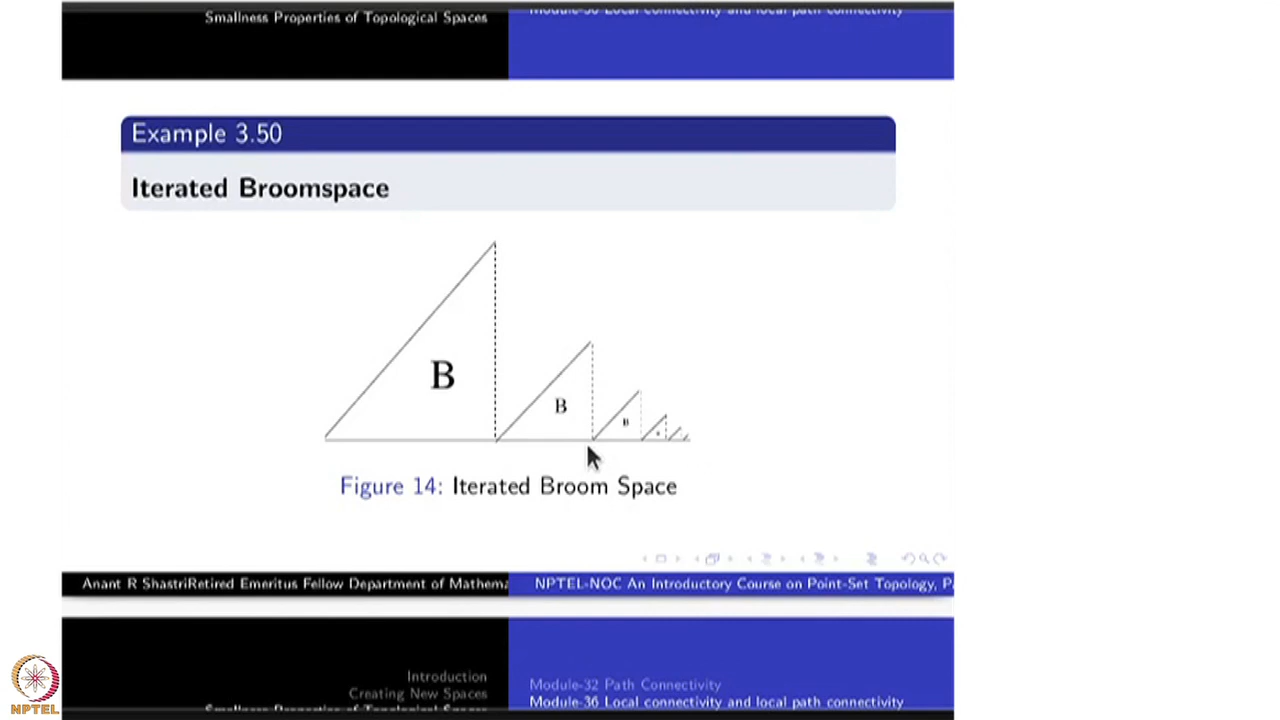 Smallness Properties of Topological Spaces
Module-36 Local connectivity and local path connectivity
Example 3.50
Iterated Broomspace
B
B
B
Figure 14: Iterated Broom Space
Anant R ShastriRetired Emeritus Fellow Department of Mathema
NPTEL-NOC An Introductory Course on Point-Set Topology, P
Introduction
Creating New Spaces
Smallness Properties of Topological Spaces
Module-32 Path Connectivity
Module-36 Local connectivity and local path connectivity
NPTEL